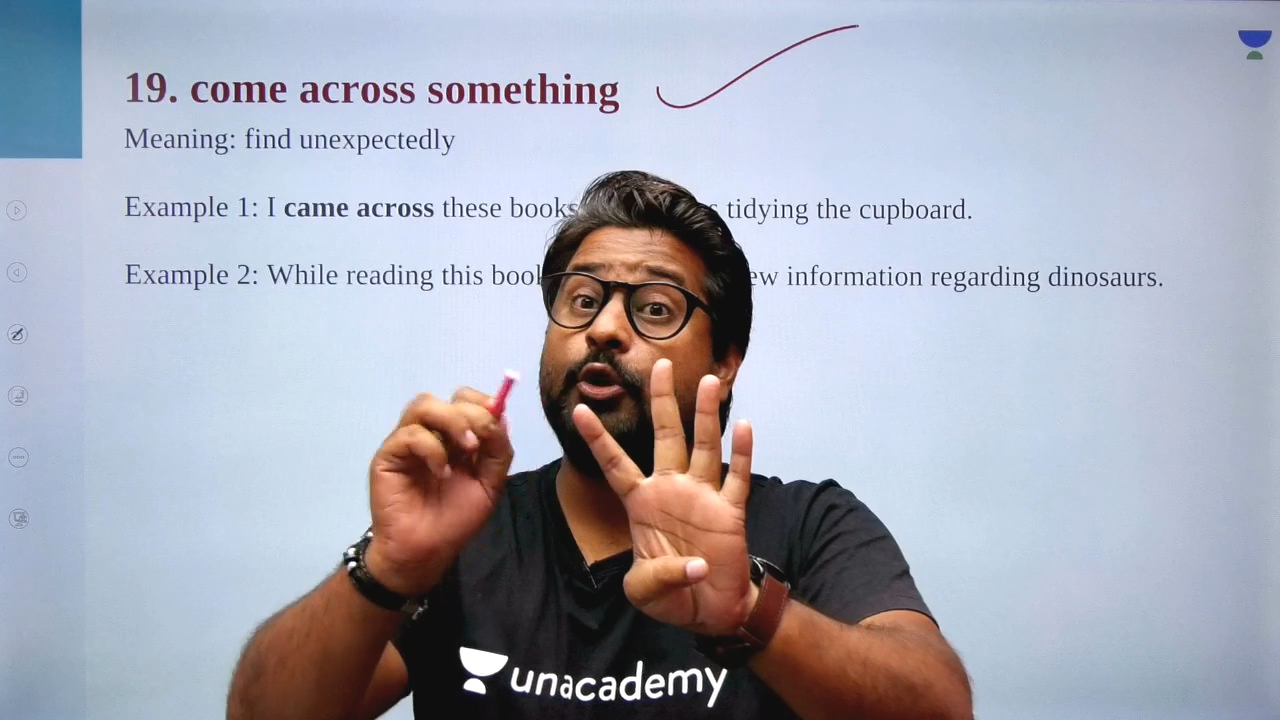 19. come across something
Meaning: find unexpectedly
Example 1: I came across these books tidying the cupboard.
Example 2: While reading this book information regarding dinosaurs.
unacademy